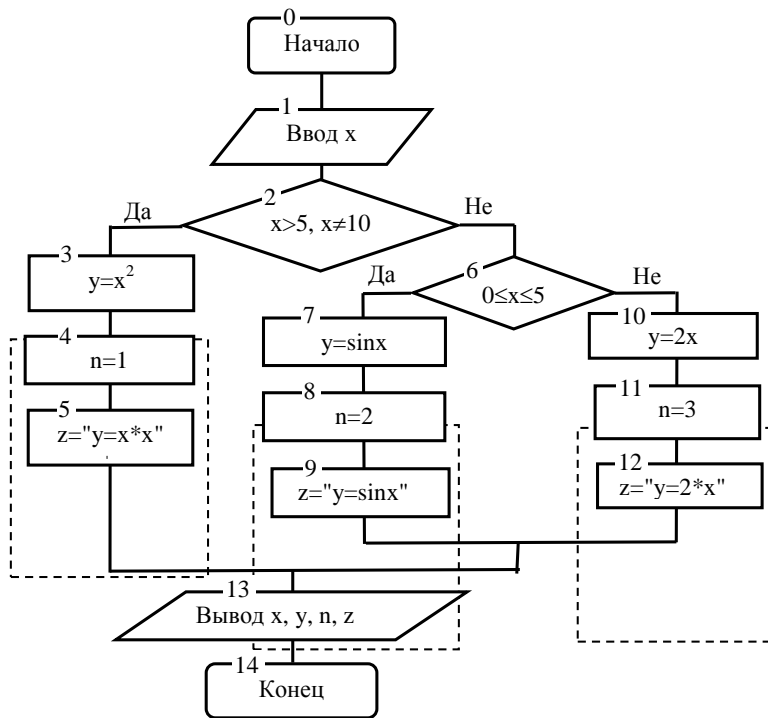 0
Начало
1
Ввод x
2
x>5, x≠10
Да
Нет
3
y=x²
4
n=1
5
z="y=x*x"
6
0≤x≤5
Да
Не
7
y=sinx
8
n=2
9
z="y=sinx"
10
y=2x
11
n=3
12
z="y=2*x"
13
Вывод x, y, n, z
14
Конец